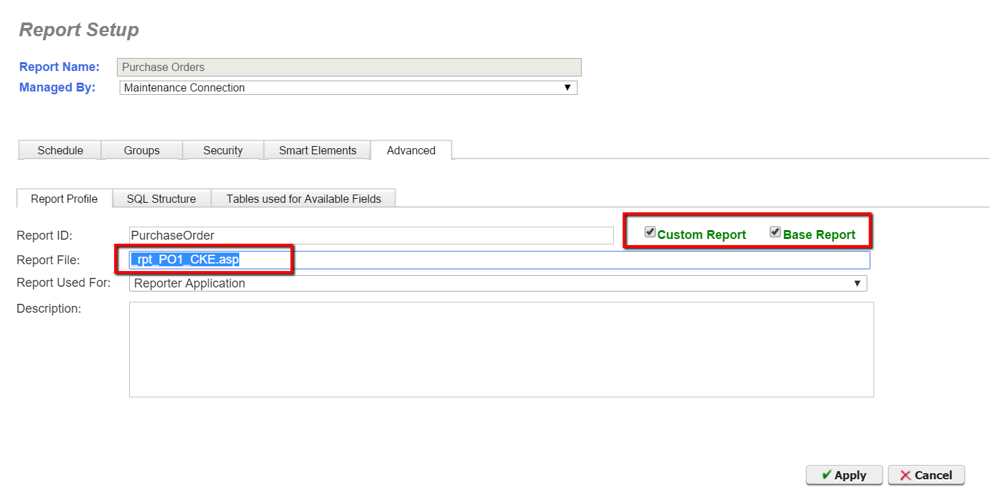 Report Setup
Report Name: Purchase Orders
Managed By: Maintenance Connection
Schedule Groups Security Smart Elements Advanced
Report Profile SQL Structure Tables used for Available Fields
Report ID: PurchaseOrder Custom Report Base Report
Report File: _rpt_PO1_CKE.asp
Report Used For: Reporter Application
Description:
Apply Cancel